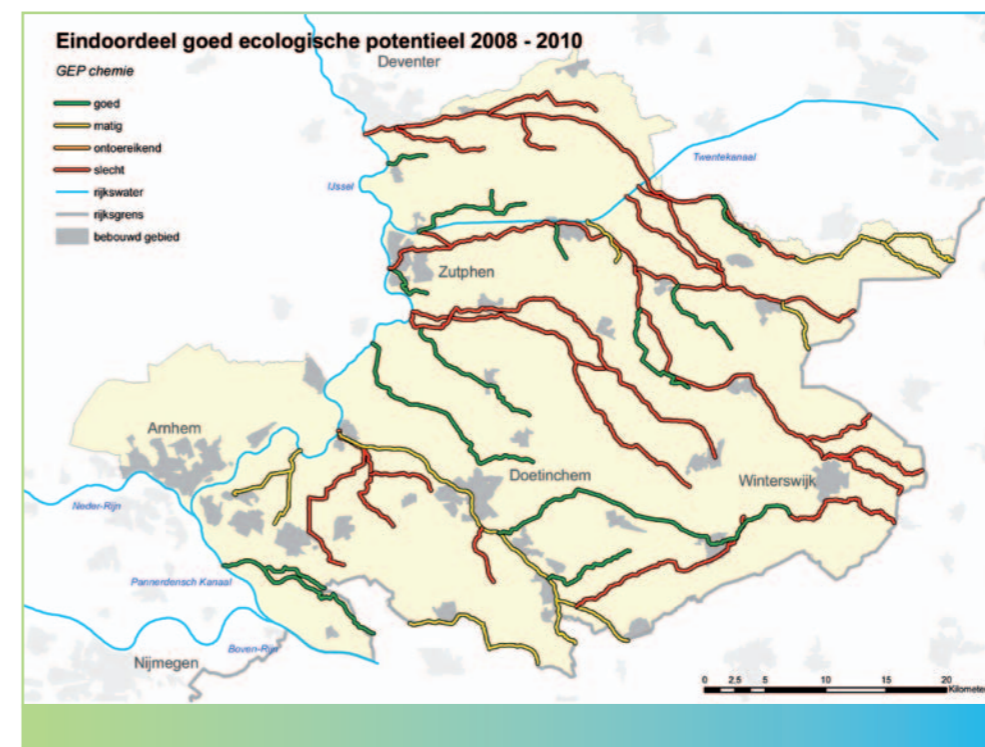 Eindoordeel goed ecologische potentieel 2008 - 2010
GEP chemie
goed
matig
ontoereikend
slecht
rijkswater
rijksgrens
bebouwd gebied
Deventer
Twentekanaal
IJssel
Zutphen
Arnhem
Doetinchem
Winterswijk
Neder-Rijn
Pannerdensch Kanaal
Boven-Rijn
Nijmegen
0 2,5 5 10 15 20
Kilometer